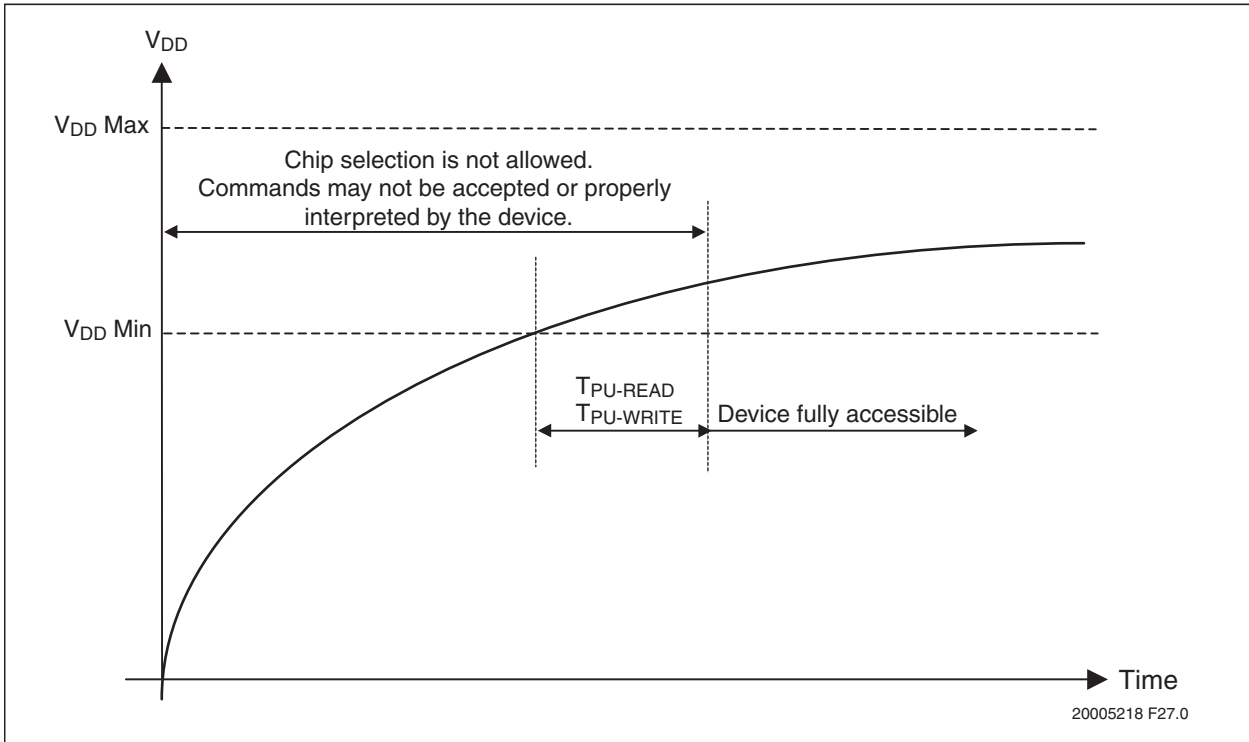 VDD
VDD Max
Chip selection is not allowed.
Commands may not be accepted or properly
interpreted by the device.
VDD Min
TPU-READ
TPU-WRITE
Device fully accessible
Time
20005218 F27.0